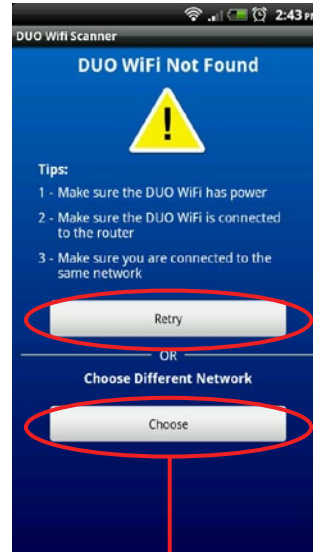 2:43 PM
DUO Wifi Scanner
DUO WiFi Not Found
!
Tips:
1 - Make sure the DUO WiFi has power
2 - Make sure the DUO WiFi is connected
to the router
3 - Make sure you are connected to the
same network
Retry
OR
Choose Different Network
Choose